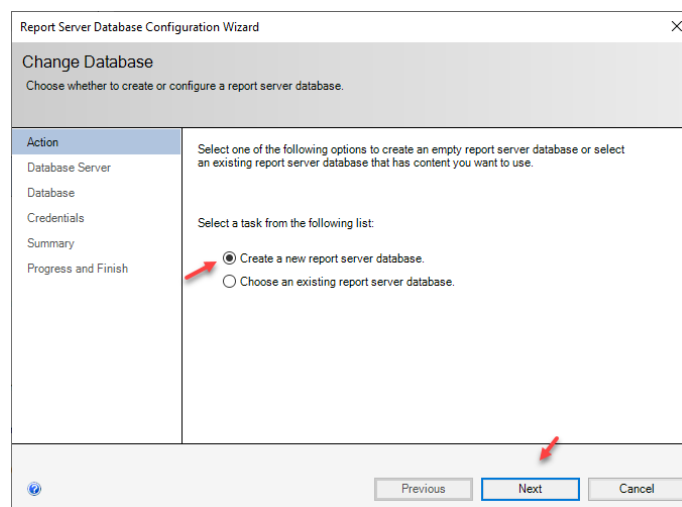 Report Server Database Configuration Wizard
Change Database
Choose whether to create or configure a report server database.
Action
Database Server
Database
Credentials
Summary
Progress and Finish
Select one of the following options to create an empty report server database or select
an existing report server database that has content you want to use.
Select a task from the following list:
Create a new report server database.
Choose an existing report server database.
Previous
Next
Cancel